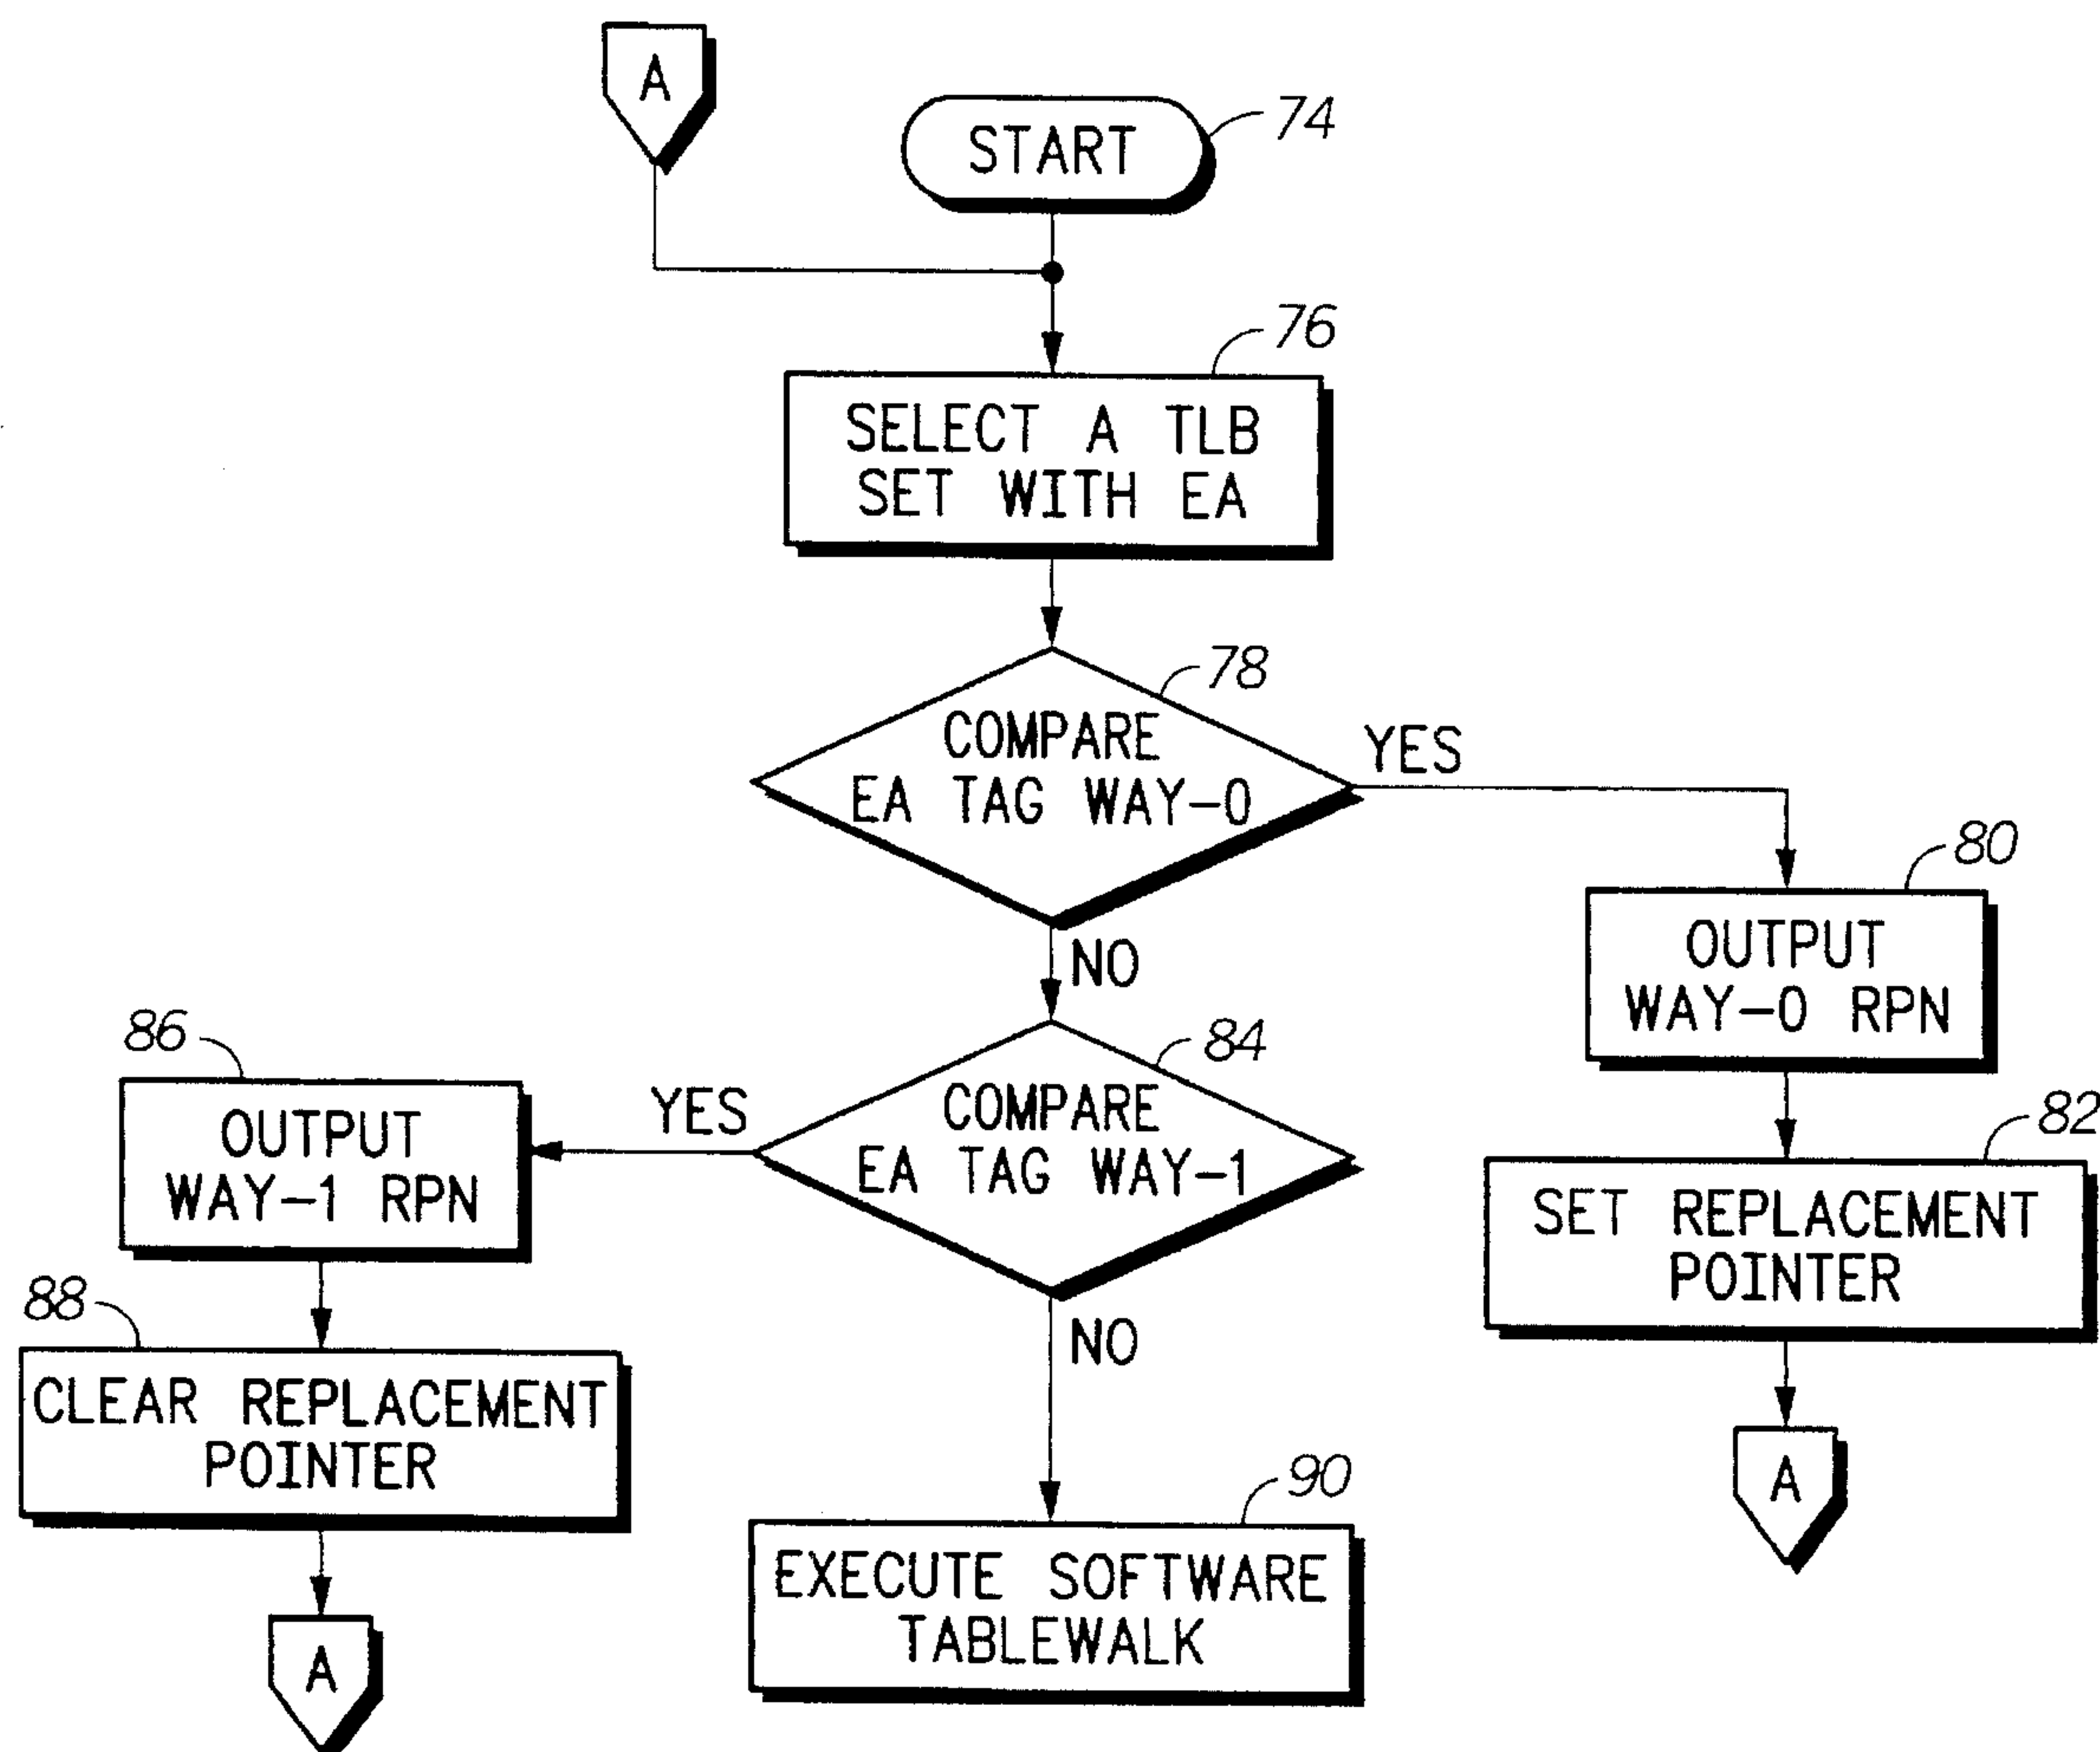 A
START
74
76
SELECT A TLB
SET WITH EA
78
COMPARE
EA TAG WAY-0
YES
80
OUTPUT
WAY-0 RPN
NO
82
SET REPLACEMENT
POINTER
A
84
COMPARE
EA TAG WAY-1
YES
86
OUTPUT
WAY-1 RPN
88
CLEAR REPLACEMENT
POINTER
A
NO
90
EXECUTE SOFTWARE
TABLEWALK